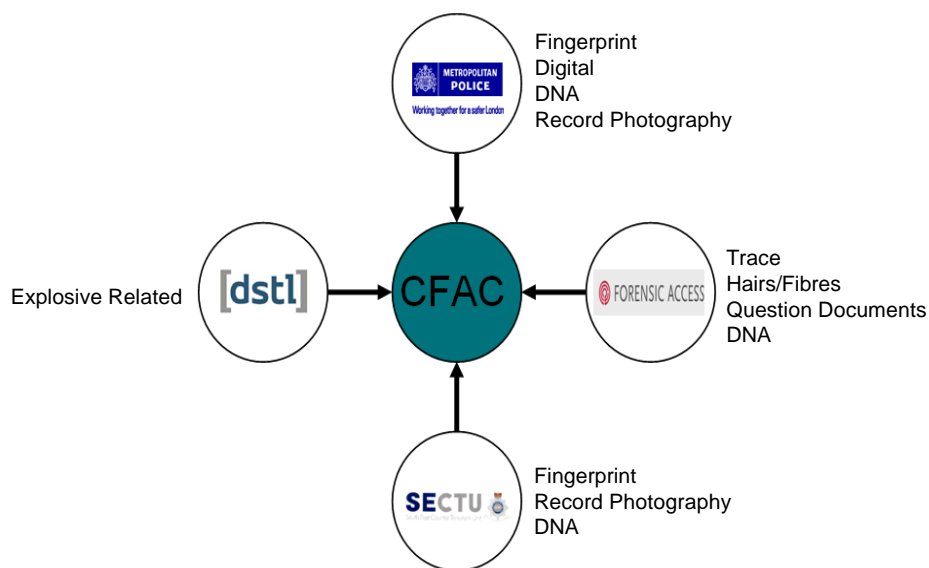 Fingerprint
Digital
DNA
Record Photography
METROPOLITAN
POLICE
Working together for a safer London
Explosive Related
[dstl]
CFAC
FORENSIC ACCESS
Trace
Hairs/Fibres
Question Documents
DNA
SECTU
Fingerprint
Record Photography
DNA